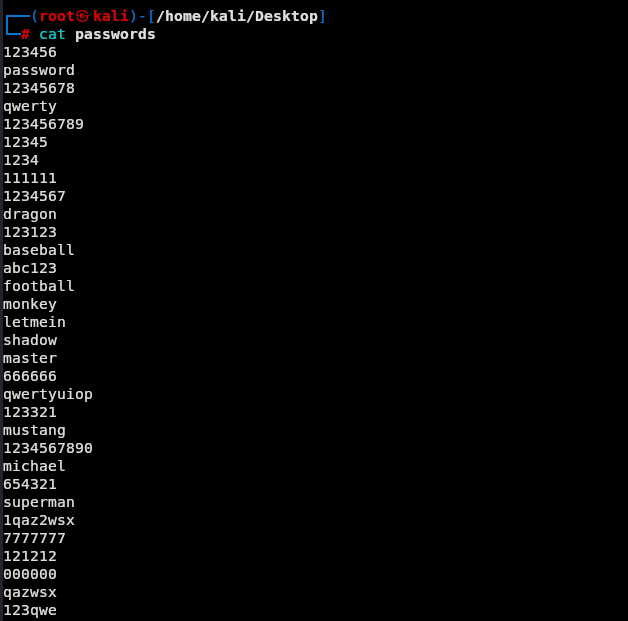 ┌──(root㉿kali)-[/home/kali/Desktop]
└─# cat passwords
123456
password
12345678
qwerty
123456789
12345
1234
111111
1234567
dragon
123123
baseball
abc123
football
monkey
letmein
shadow
master
666666
qwertyuiop
123321
mustang
1234567890
michael
654321
superman
1qaz2wsx
7777777
121212
000000
qazwsx
123qwe